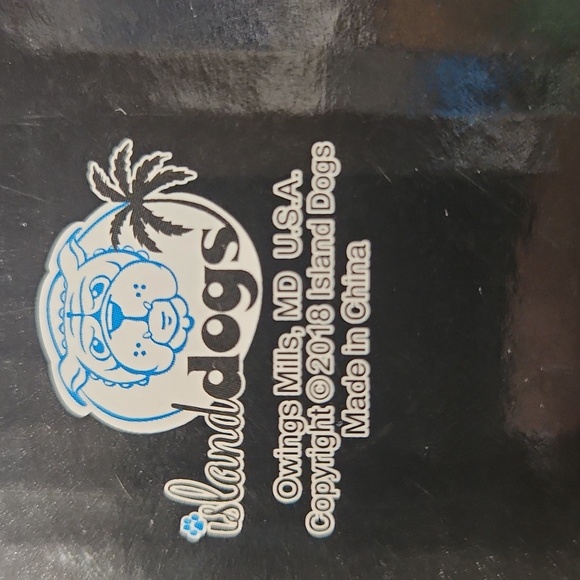 islanddogs
Owings Mills, MD U.S.A.
Copyright ©2018 Island Dogs
Made in China